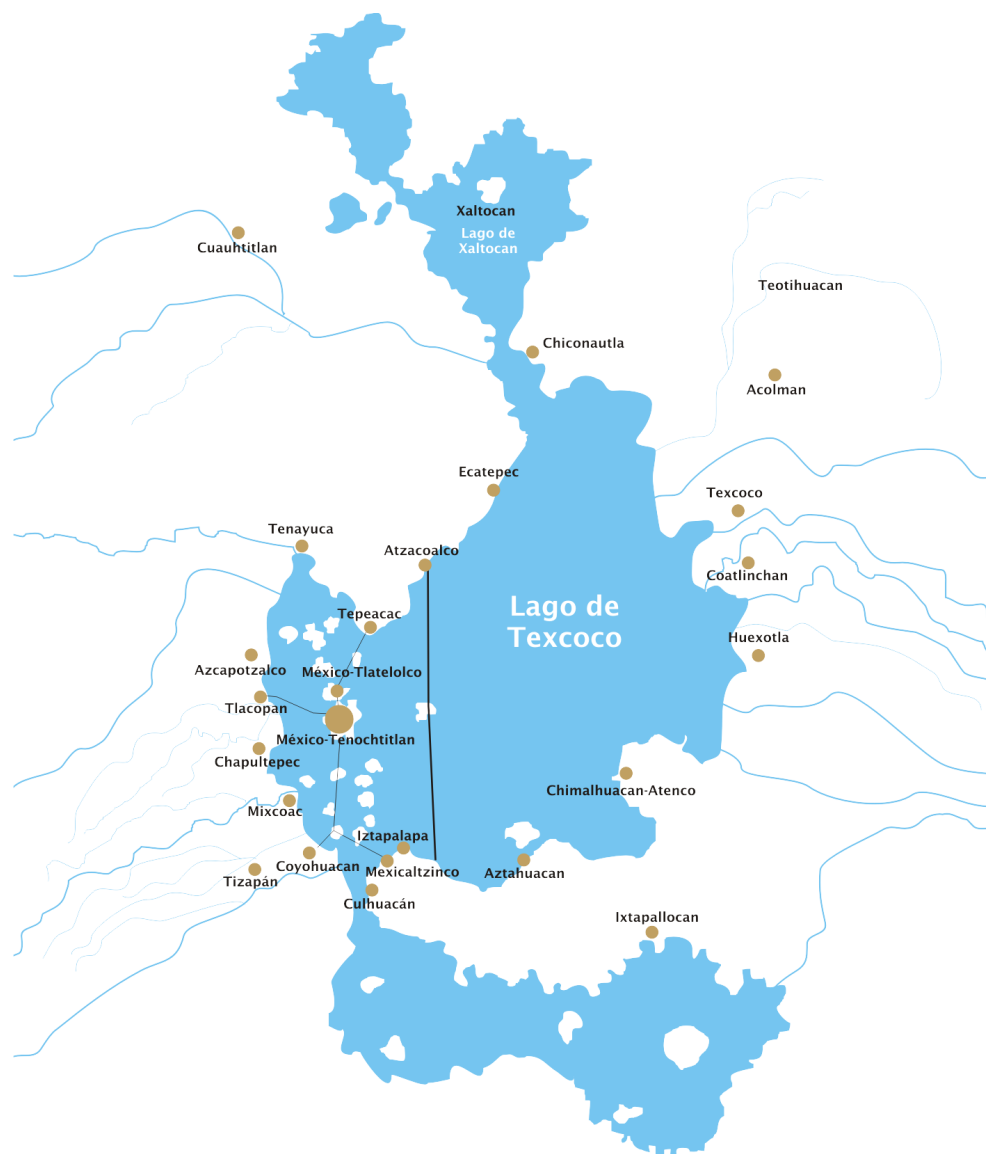 Xaltocan
Lago de
Xaltocan
Cuauhtitlan
Teotihuacan
Chiconautla
Acolman
Ecatepec
Texcoco
Tenayuca
Atzacoalco
Coatlinchan
Lago de
Texcoco
Tepeacac
Huexotla
Azcapotzalco
México-Tlatelolco
Tlacopan
México-Tenochtitlan
Chapultepec
Chimalhuacan-Atenco
Mixcoac
Iztapalapa
Coyohuacan
Mexicaltzinco
Aztahuacan
Tizapán
Culhuacán
Ixtapallocan